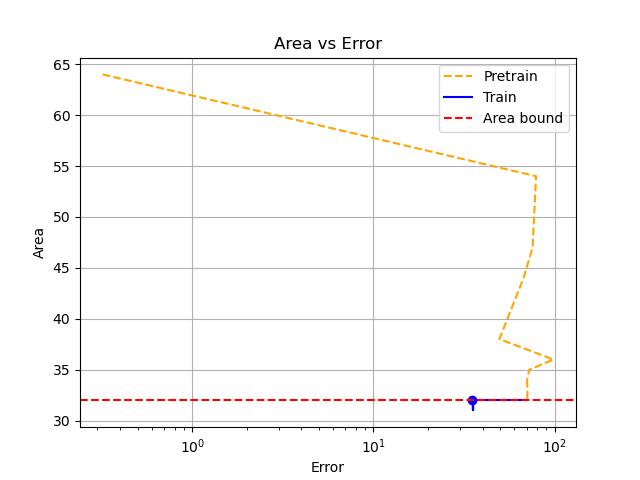 Area vs Error
65
60
55
50
45
40
35
30
Area
Pretrain
Train
Area bound
10⁰
10¹
10²
Error